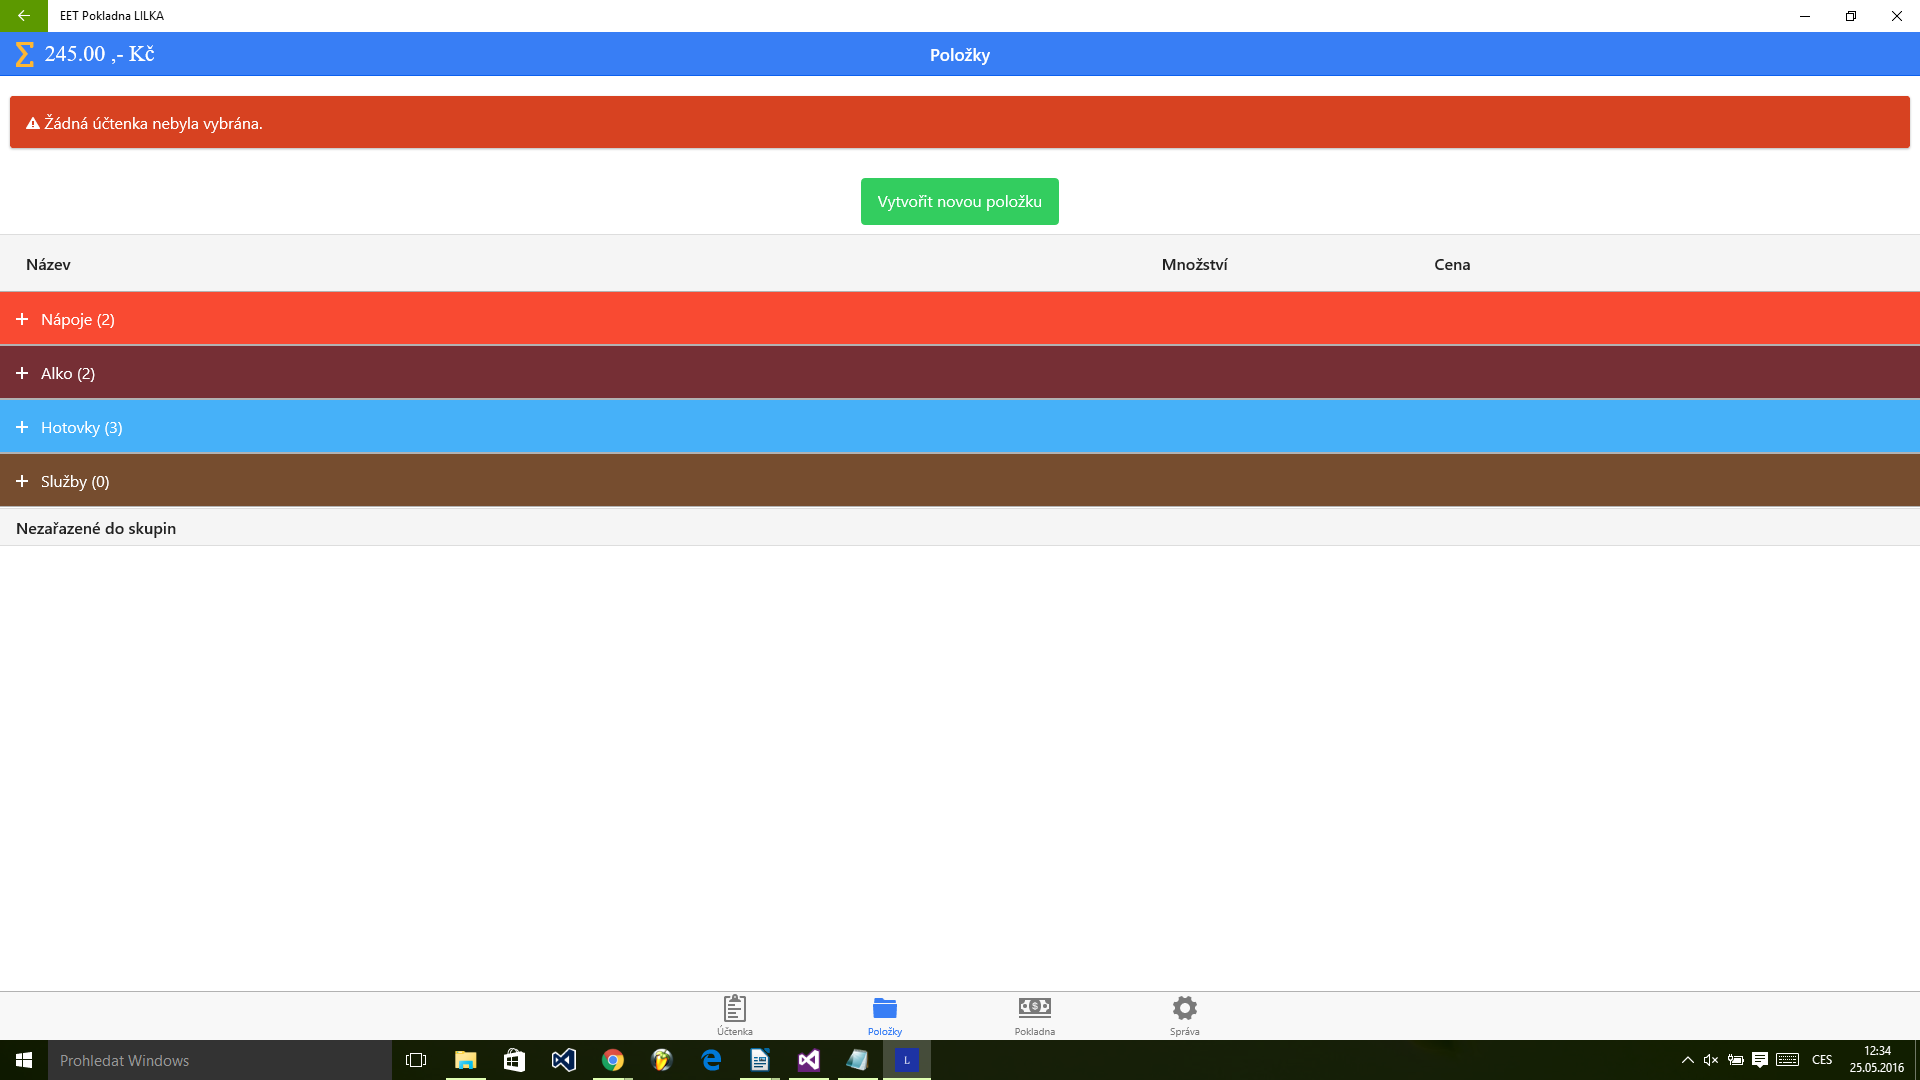 EET Pokladna LILKA
Σ 245.00 ,- Kč
Položky
Žádná účtenka nebyla vybrána.
Vytvořit novou položku
Název Množství Cena
+ Nápoje (2)
+ Alko (2)
+ Hotovky (3)
+ Služby (0)
Nezařazené do skupin
Účtenka Položky Pokladna Správa
Prohledat Windows
L
CES
12:34
25.05.2016